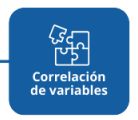 Correlación
de variables